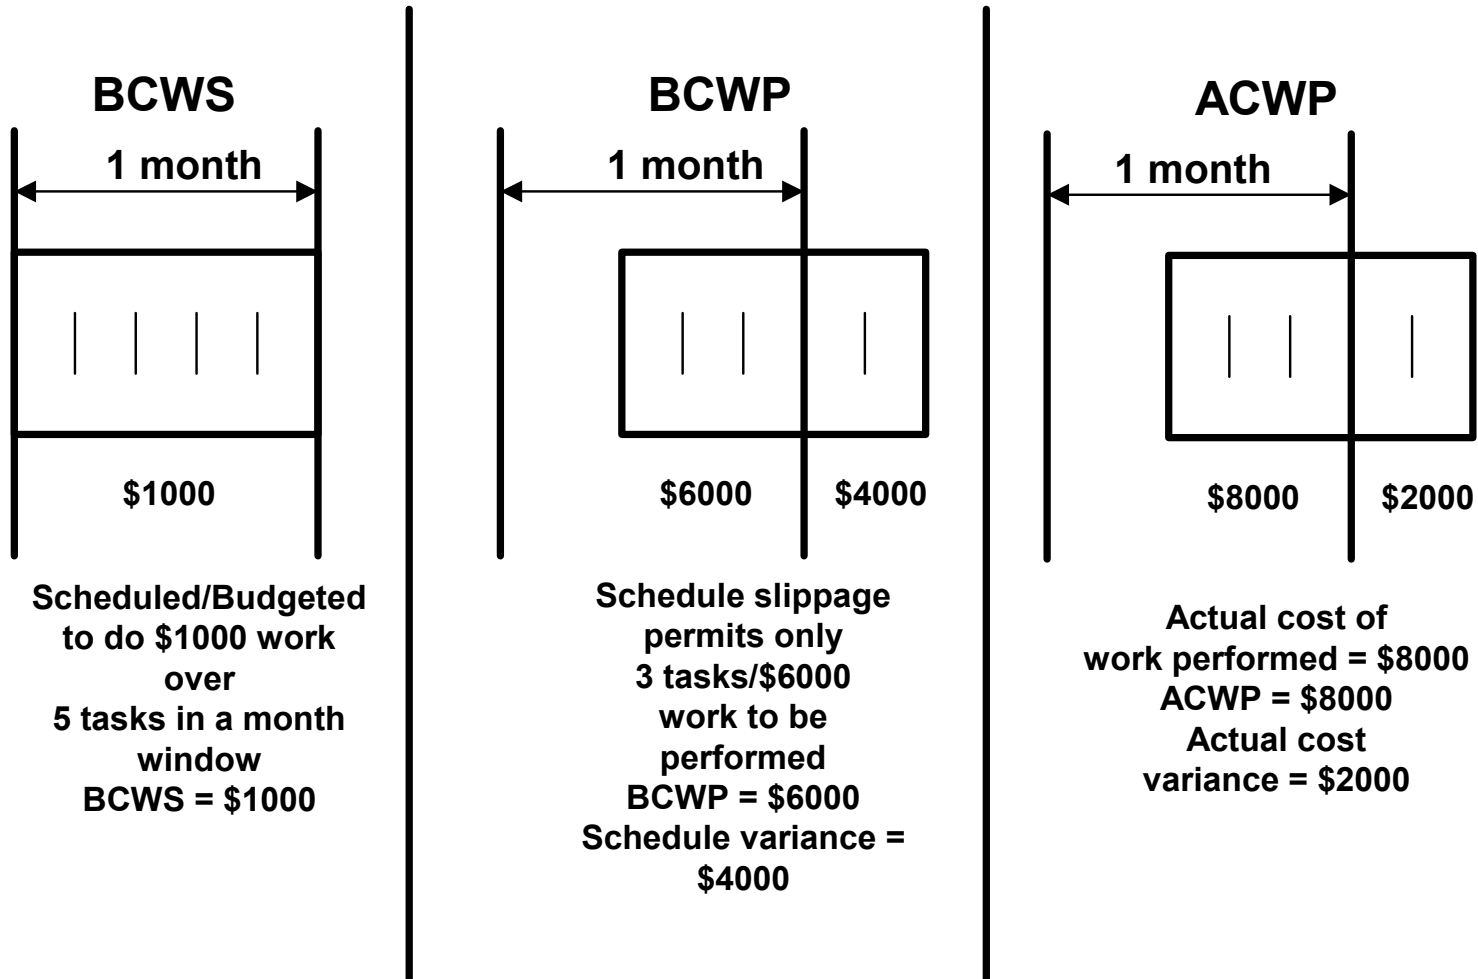 BCWS
1 month
$1000
Scheduled/Budgeted
to do $1000 work
over
5 tasks in a month
window
BCWS = $1000
BCWP
1 month
$6000
$4000
Schedule slippage
permits only
3 tasks/$6000
work to be
performed
BCWP = $6000
Schedule variance =
$4000
ACWP
1 month
$8000
$2000
Actual cost of
work performed = $8000
ACWP = $8000
Actual cost
variance = $2000